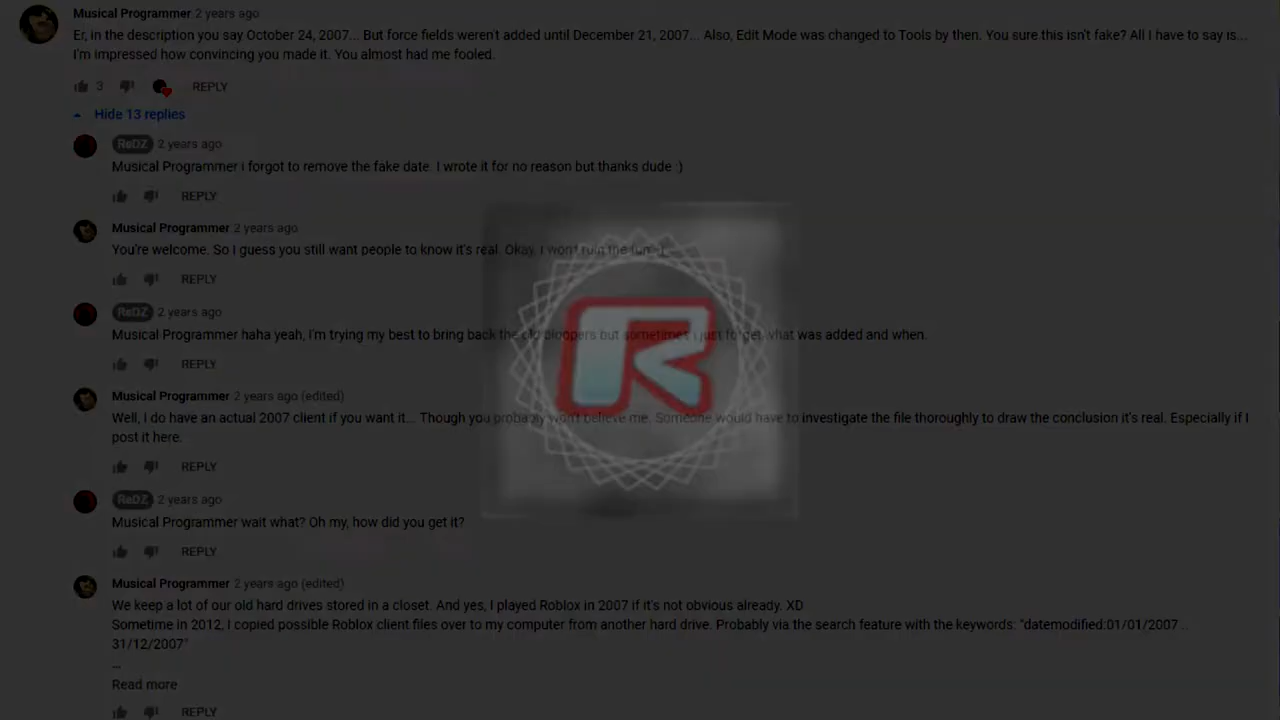 Musical Programmer 2 years ago
Er, in the description you say October 24, 2007... But force fields weren't added until December 21, 2007... Also, Edit Mode was changed to Tools by then. You sure this isn't fake? All I have to say is...
I'm impressed how convincing you made it. You almost had me fooled.
3 REPLY
Hide 13 replies
ReDZ 2 years ago
Musical Programmer i forgot to remove the fake date. I wrote it for no reason but thanks dude :)
REPLY
Musical Programmer 2 years ago
You're welcome. So I guess you still want people to know it's real. Okay, I won't ruin the fun
REPLY
ReDZ 2 years ago
Musical Programmer haha yeah, I'm trying my best to bring back the old bloopers but sometimes i just forget what was added and when.
REPLY
Musical Programmer 2 years ago (edited)
Well, I do have an actual 2007 client if you want it... Though you probably won't believe me. Someone would have to investigate the file thoroughly to draw the conclusion it's real. Especially if I
post it here.
REPLY
ReDZ 2 years ago
Musical Programmer wait what? Oh my, how did you get it?
REPLY
Musical Programmer 2 years ago (edited)
We keep a lot of our old hard drives stored in a closet. And yes, I played Roblox in 2007 if it's not obvious already. XD
Sometime in 2012, I copied possible Roblox client files over to my computer from another hard drive. Probably via the search feature with the keywords: "datemodified:01/01/2007 ..
31/12/2007"
...
Read more
REPLY
R